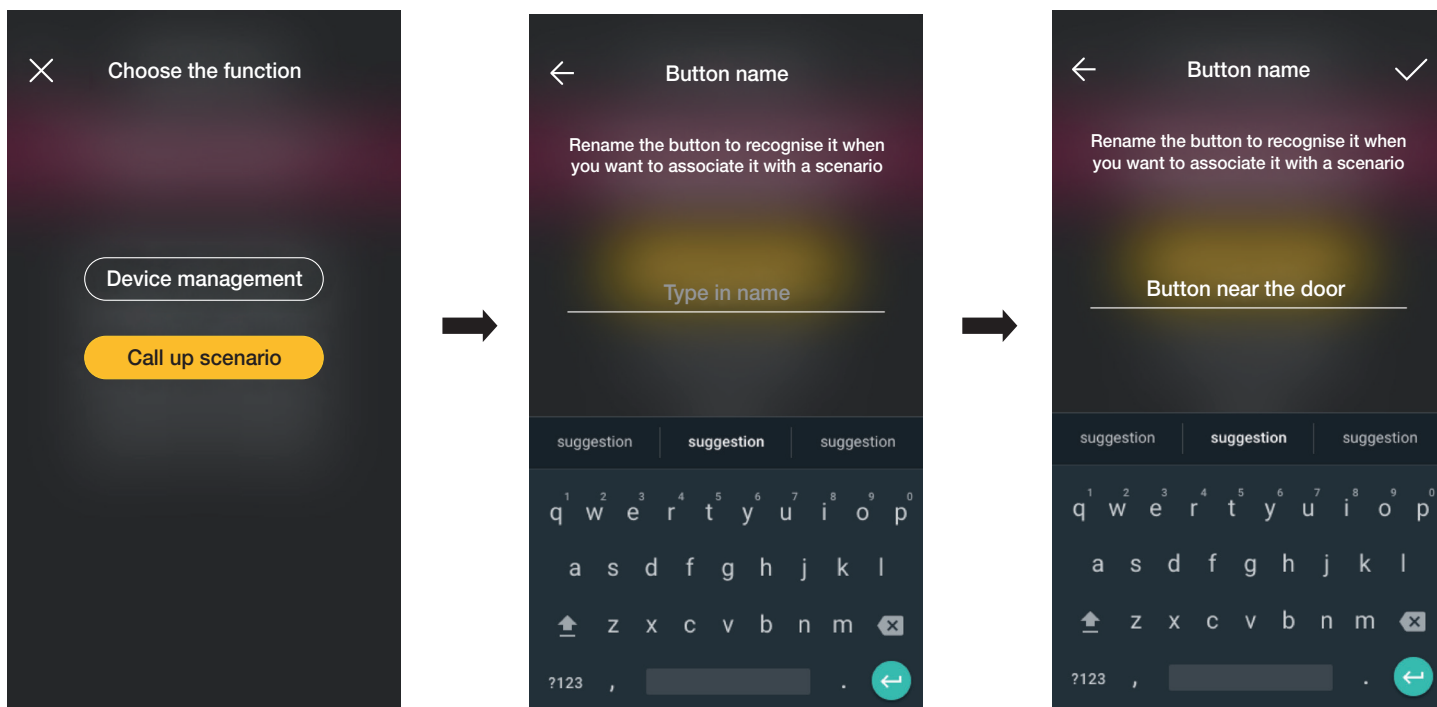 Choose the function
Device management
Call up scenario
Button name
Rename the button to recognise it when
you want to associate it with a scenario
Type in name
suggestion suggestion suggestion
1 2 3 4 5 6 7 8 9 0
q w e r t y u i o p
a s d f g h j k l
z x c v b n m
?123 , .
Button name
Rename the button to recognise it when
you want to associate it with a scenario
Button near the door
suggestion suggestion suggestion
1 2 3 4 5 6 7 8 9 0
q w e r t y u i o p
a s d f g h j k l
z x c v b n m
?123 , .